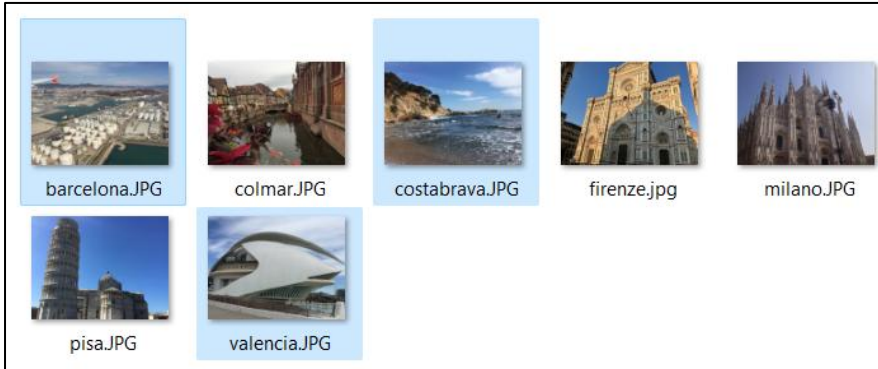 barcelona.JPG colmar.JPG costabrava.JPG firenze.jpg milano.JPG
pisa.JPG valencia.JPG